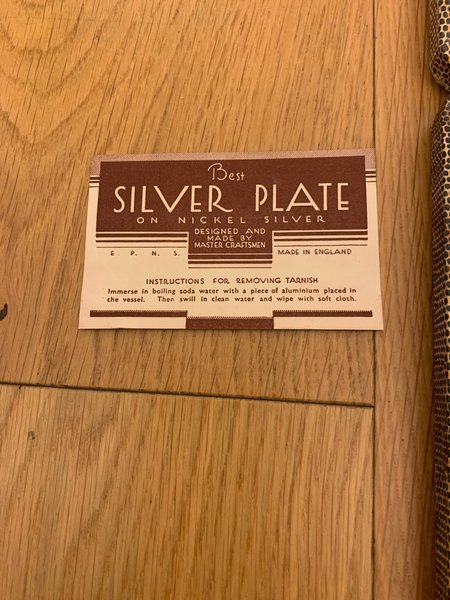 Best
SILVER PLATE
ON NICKEL SILVER
DESIGNED AND
MADE BY
MASTER CRAFTSMEN
E. P. N. S.
MADE IN ENGLAND
INSTRUCTIONS FOR REMOVING TARNISH
Immerse in boiling soda water with a piece of aluminium placed in
the vessel. Then swill in clean water and wipe with soft cloth.